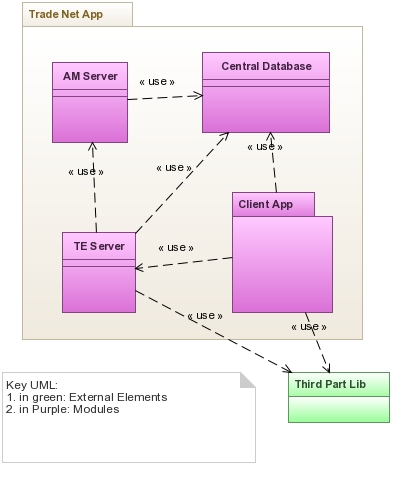 Trade Net App
AM Server
Central Database
« use »
« use »
« use »
« use »
Client App
TE Server
« use »
« use »
« use »
Third Part Lib
Key UML:
1. in green: External Elements
2. in Purple: Modules